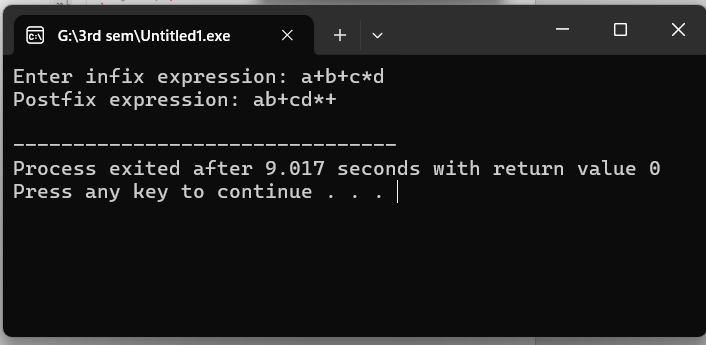 G:\3rd sem\Untitled1.exe
Enter infix expression: a+b+c*d
Postfix expression: ab+cd*+
--------------------------------
Process exited after 9.017 seconds with return value 0
Press any key to continue . . .